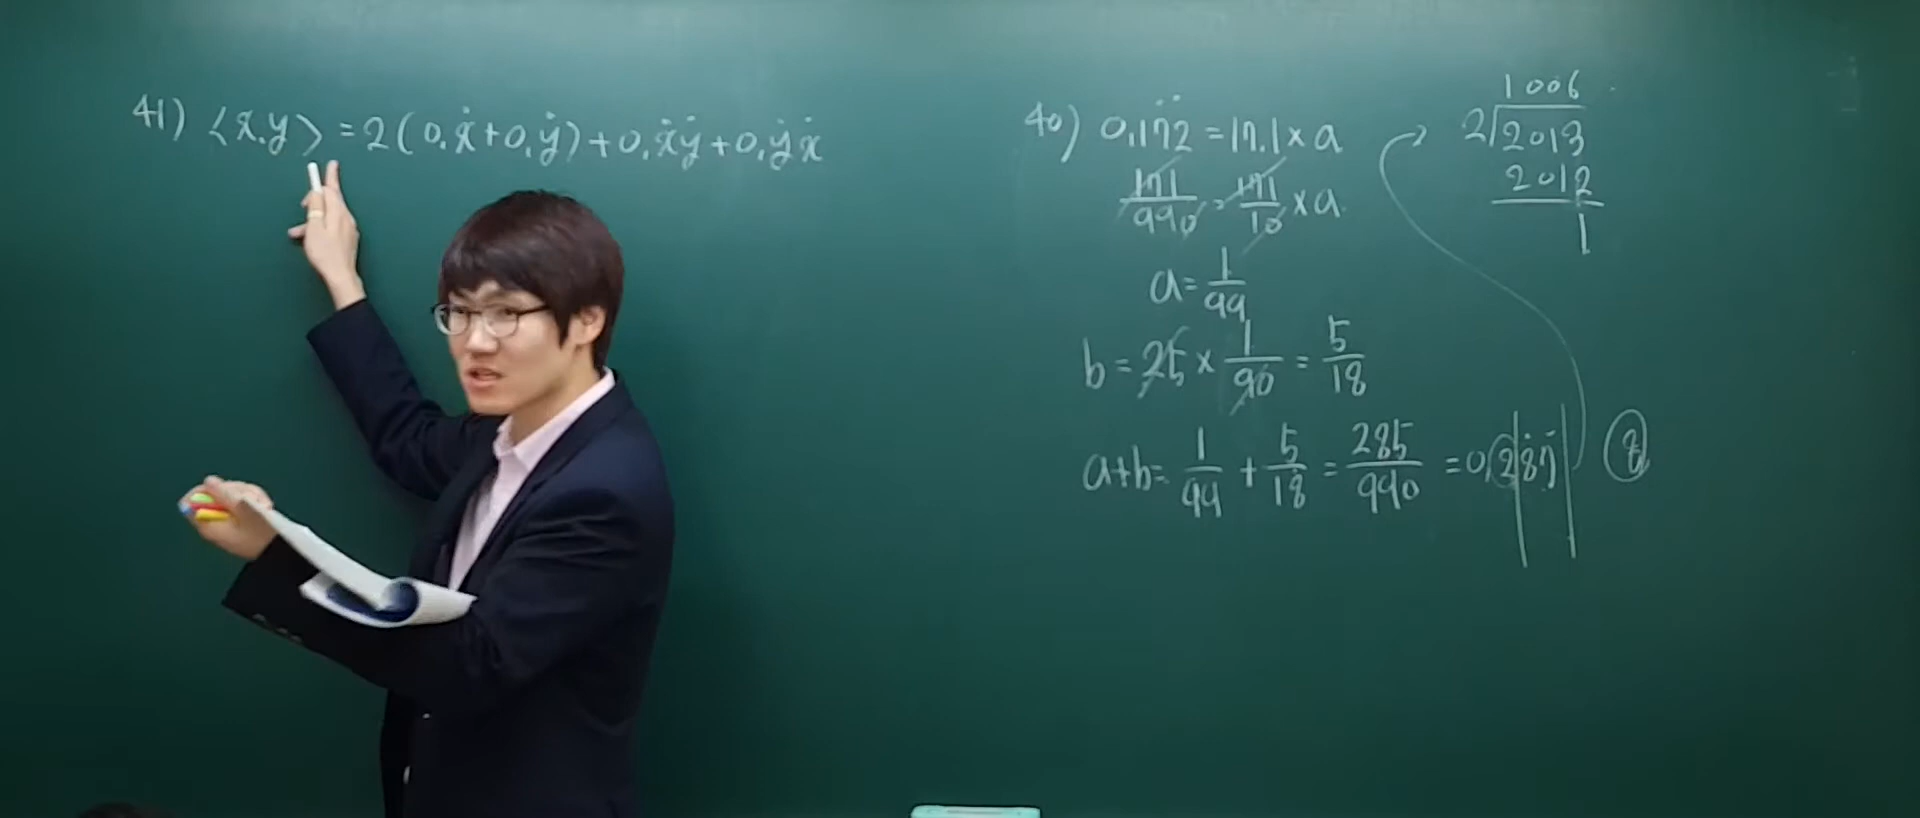 41) <x.y> = 2(0.ẋ+0.ẏ)+0.ẋẏ+0.ẏẋ
40) 0.17̇2̇ = 17.1×a
171/990 = 171/10 ×a
a= 1/99
b = 25 × 1/90 = 5/18
a+b= 1/99 + 5/18 = 285/990 = 0.28̇7̇ ⑧
1006
2)2013
2012
1